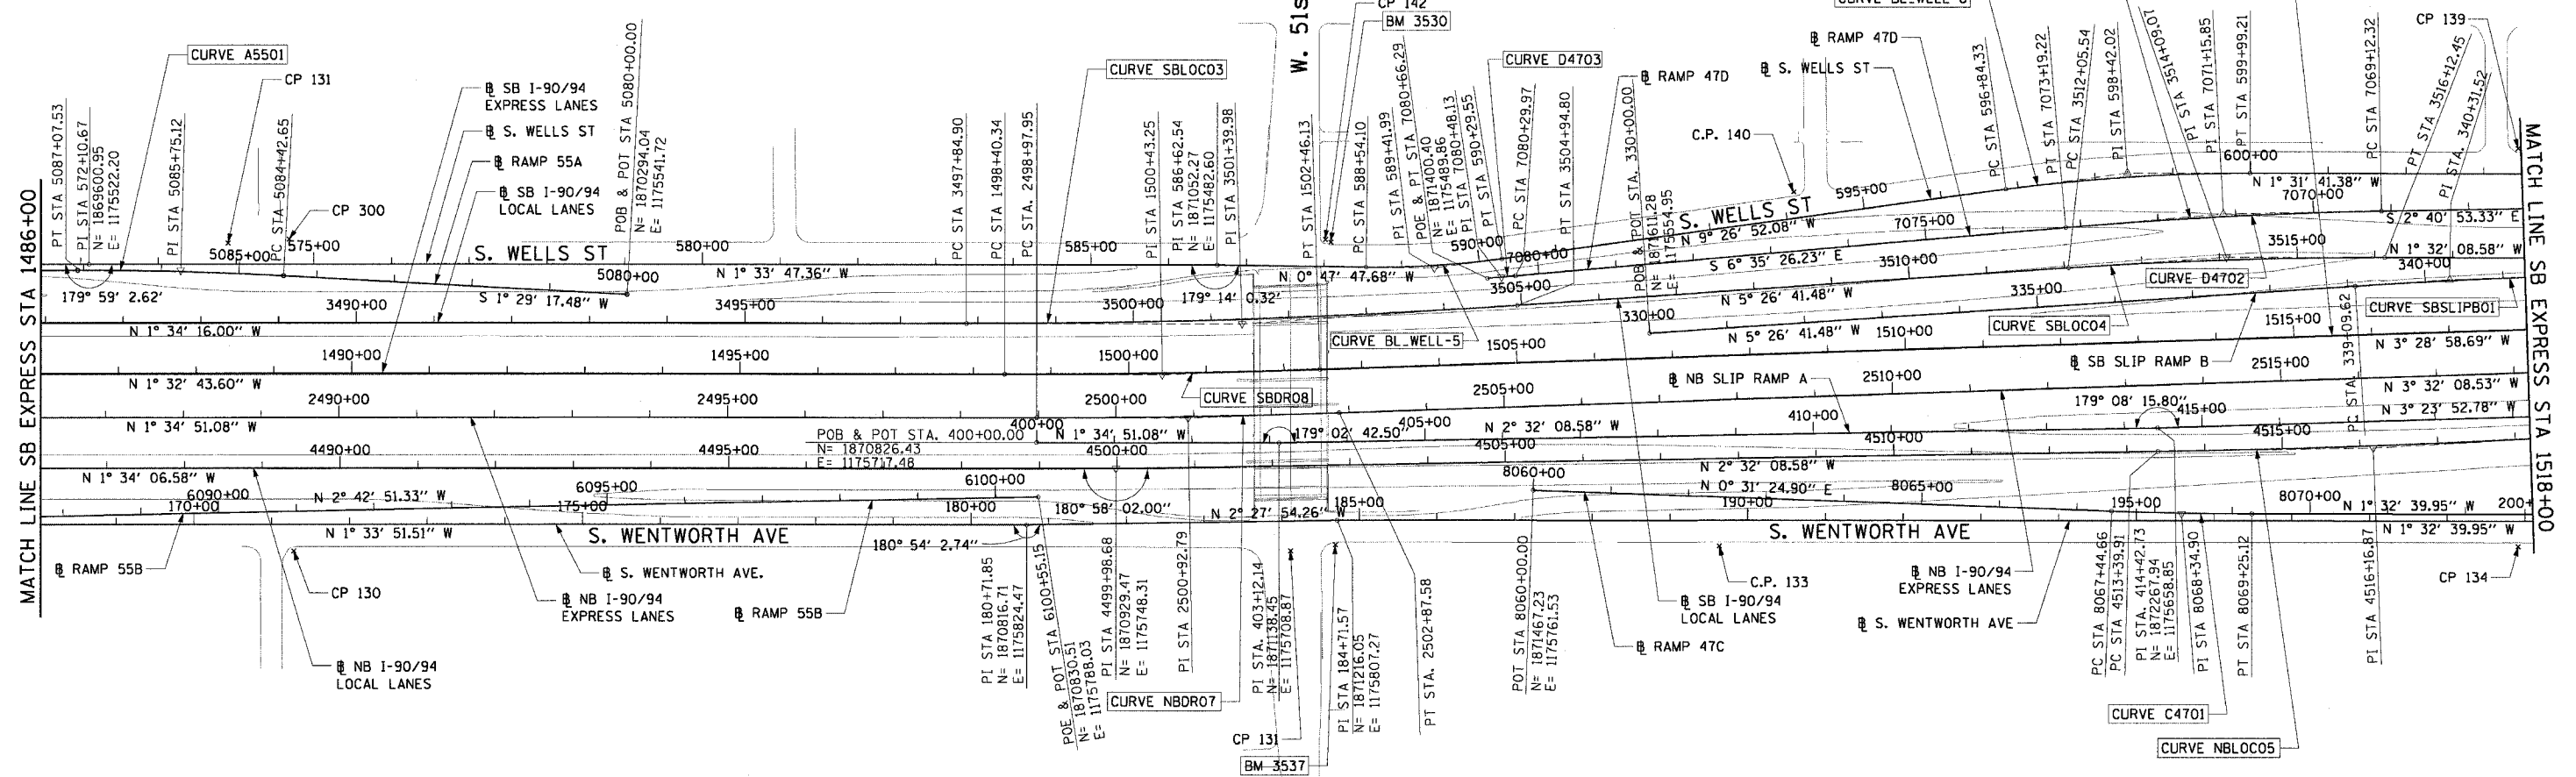 MATCH LINE SB EXPRESS STA 1486+00
PT STA 5087+07.53
PI STA 572+10.67
N= 1869600.95
E= 1175522.20
CURVE A5501
PI STA 5085+75.12
CP 131
PC STA 5084+42.65
CP 300
SB I-90/94
EXPRESS LANES
S. WELLS ST
RAMP 55A
SB I-90/94
LOCAL LANES
POB & POT STA 5080+00.00
N= 1870294.04
E= 1175541.72
5085+00
575+00
S. WELLS ST
5080+00
580+00
N 1° 33' 47.36" W
179° 59' 2.62'
3490+00
S 1° 29' 17.48" W
3495+00
N 1° 34' 16.00" W
1490+00
1495+00
N 1° 32' 43.60" W
2490+00
2495+00
N 1° 34' 51.08" W
4490+00
4495+00
N 1° 34' 06.58" W
6090+00
N 2° 42' 51.33" W
6095+00
170+00
175+00
N 1° 33' 51.51" W
S. WENTWORTH AVE
RAMP 55B
CP 130
S. WENTWORTH AVE.
NB I-90/94
EXPRESS LANES
RAMP 55B
NB I-90/94
LOCAL LANES
CURVE SBLOC03
PC STA 3497+84.90
PC STA 1498+40.34
PC STA. 2498+97.95
PI STA 1500+43.25
PI STA 586+62.54
N= 1871052.27
E= 1175482.60
PI STA 3501+39.98
585+00
3500+00
179° 14' 0.32'
1500+00
2500+00
CURVE SBDR08
400+00
POB & POT STA. 400+00.00
N= 1870826.43
E= 1175717.48
N 1° 34' 51.08" W
4500+00
6100+00
180+00
180° 58' 02.00"
180° 54' 2.74"
179° 02' 42.50"
N 2° 27' 54.26" W
PI STA 180+71.85
N= 1870816.71
E= 1175824.47
POE & POT STA 6100+55.15
N= 1870830.51
E= 1175788.03
PI STA 4499+98.68
N= 1870929.47
E= 1175748.31
PI STA 2500+92.79
CURVE NBDR07
PI STA. 403+12.14
N= 1871138.45
E= 1175708.87
CP 131
BM 3537
PI STA 184+71.57
N= 1871216.05
E= 1175807.27
PT STA. 2502+87.58
W. 51s
CP 142
BM 3530
PT STA 1502+46.13
PC STA 588+54.10
PI STA 589+41.99
POE & PT STA 7080+66.29
N= 1871400.40
E= 1175489.86
PI STA 7080+48.13
PT STA 590+29.55
CURVE D4703
PC STA 7080+29.97
PT STA 3504+94.80
RAMP 47D
POB & POT STA. 330+00.00
N= 1871611.28
E= 1175554.95
N 0° 47' 47.68" W
590+00
7080+00
3505+00
CURVE BL_WELL-5
1505+00
2505+00
405+00
N 2° 32' 08.58" W
4505+00
8060+00
185+00
POT STA 8060+00.00
N= 1871467.23
E= 1175761.53
RAMP 47C
S. WELLS ST
N 9° 26' 52.08" W
S 6° 35' 26.23" E
N 5° 26' 41.48" W
330+00
N 5° 26' 41.48" W
NB SLIP RAMP A
410+00
N 2° 32' 08.58" W
N 0° 31' 24.90" E
190+00
SB I-90/94
LOCAL LANES
C.P. 133
RAMP 47D
S. WELLS ST
C.P. 140
595+00
7075+00
3510+00
335+00
1510+00
2510+00
4510+00
8065+00
S. WENTWORTH AVE
NB I-90/94
EXPRESS LANES
S. WENTWORTH AVE
PC STA 596+84.33
PI STA 7073+19.22
PC STA 3512+05.54
PI STA 598+42.02
PI STA 3514+09.01
PI STA 7071+15.85
PT STA 599+99.21
PC STA 7069+12.32
PT STA 3516+12.45
PI STA. 340+31.52
CP 139
600+00
N 1° 31' 41.38" W
7070+00
S 2° 40' 53.33" E
3515+00
N 1° 32' 08.58" W
CURVE D4702
340+00
CURVE SBLOC04
CURVE SBSLIPB01
1515+00
PC STA. 339+09.62
N 3° 28' 58.69" W
SB SLIP RAMP B
2515+00
N 3° 32' 08.53" W
179° 08' 15.80"
415+00
N 3° 23' 52.78" W
4515+00
8070+00
195+00
N 1° 32' 39.95" W
200+
N 1° 32' 39.95" W
PC STA 8067+44.66
PC STA 4513+39.91
PI STA. 414+42.73
N= 1872267.94
E= 1175658.85
PI STA 8068+34.90
PT STA 8069+25.12
PI STA 4516+16.87
CP 134
CURVE C4701
CURVE NBLOC05
MATCH LINE SB EXPRESS STA 1518+00